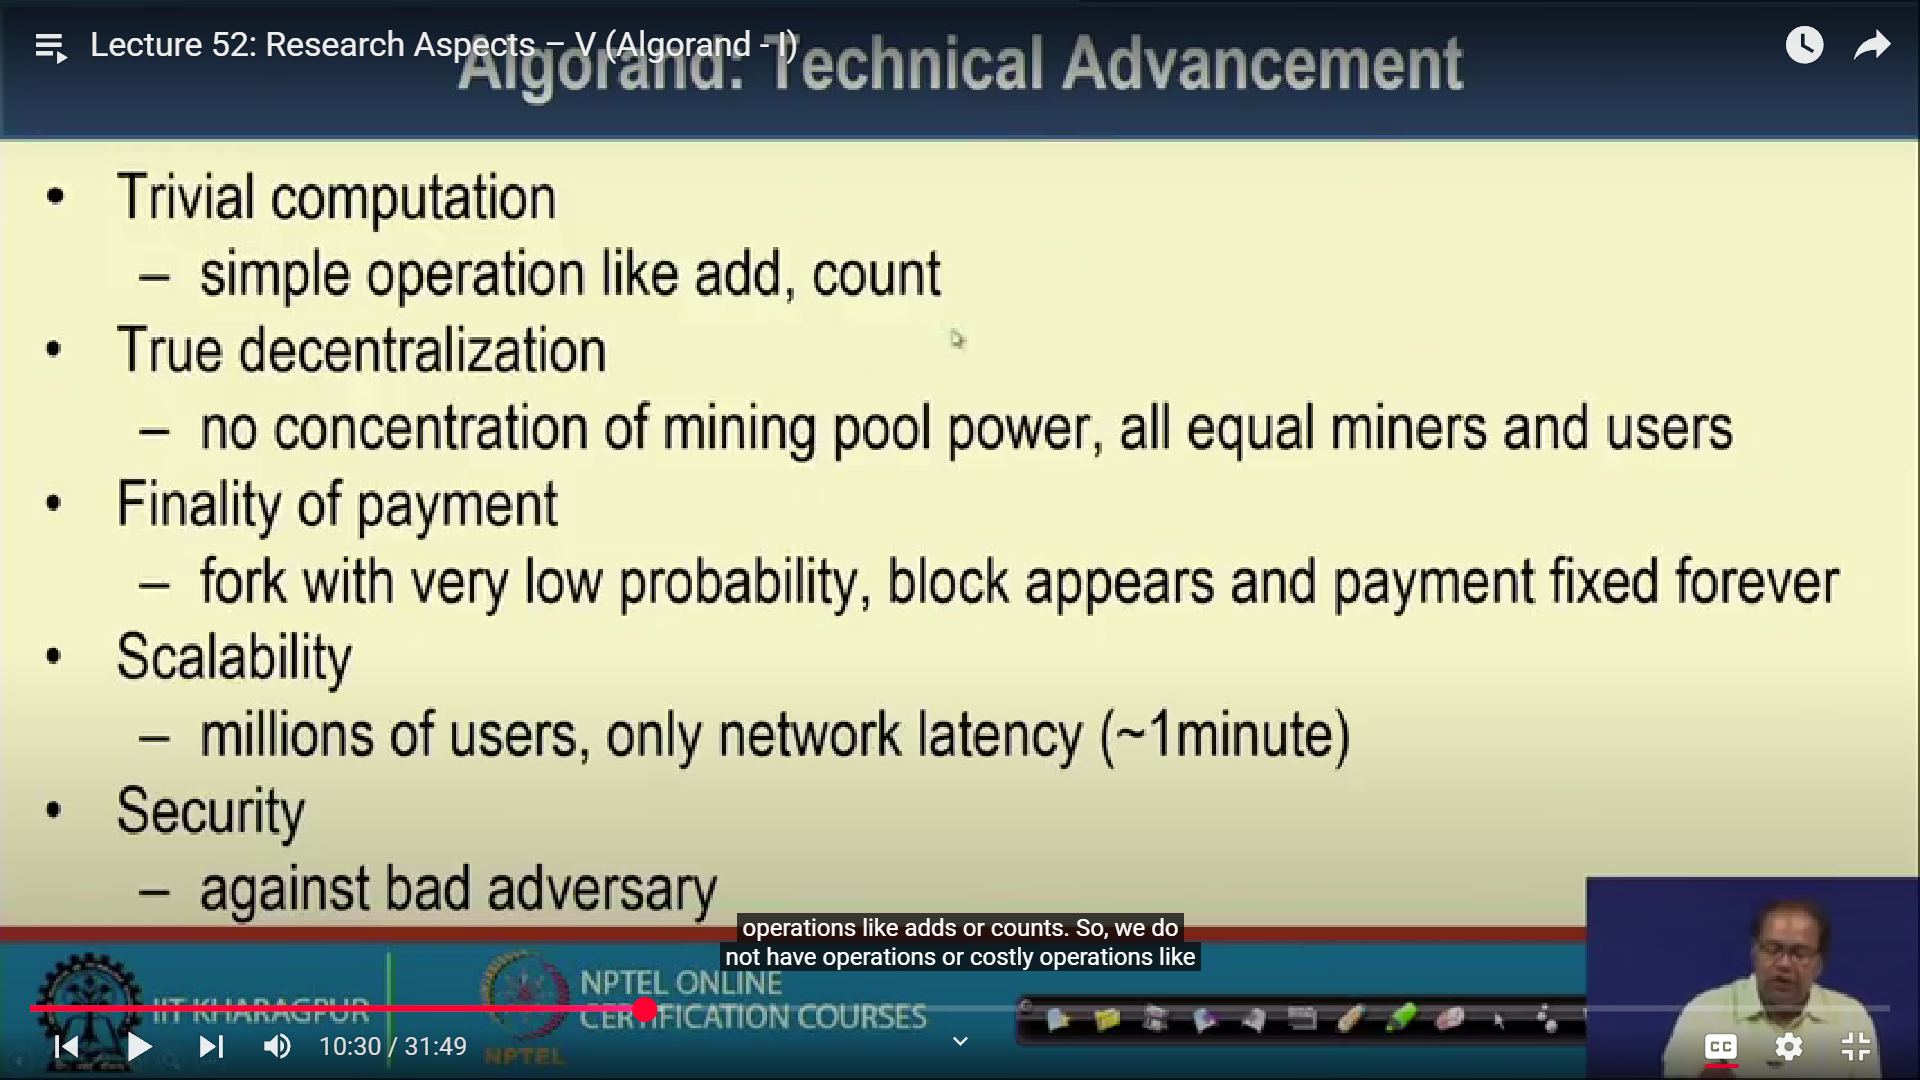 Lecture 52: Research Aspects – V (Algorand - I)
Algorand: Technical Advancement
• Trivial computation
– simple operation like add, count
• True decentralization
– no concentration of mining pool power, all equal miners and users
• Finality of payment
– fork with very low probability, block appears and payment fixed forever
• Scalability
– millions of users, only network latency (~1minute)
• Security
– against bad adversary
operations like adds or counts. So, we do
not have operations or costly operations like
IIT KHARAGPUR
NPTEL
NPTEL ONLINE
CERTIFICATION COURSES
10:30 / 31:49
CC